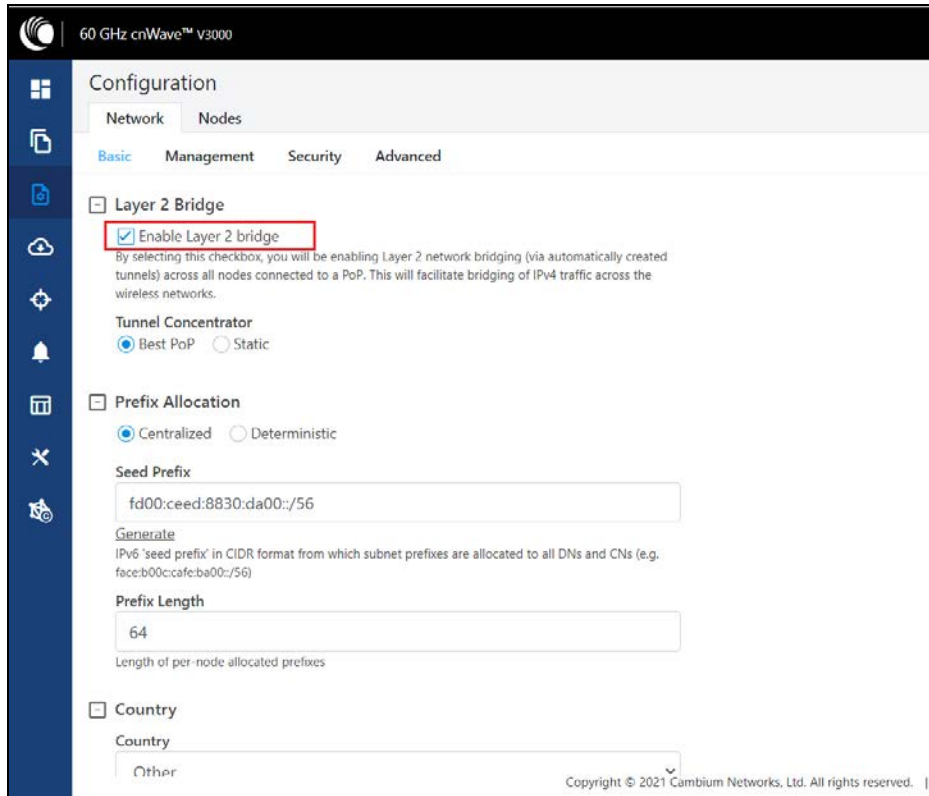 60 GHz cnWave™ V3000
Configuration
Network Nodes
Basic Management Security Advanced
Layer 2 Bridge
Enable Layer 2 bridge
By selecting this checkbox, you will be enabling Layer 2 network bridging (via automatically created
tunnels) across all nodes connected to a PoP. This will facilitate bridging of IPv4 traffic across the
wireless networks.
Tunnel Concentrator
Best PoP Static
Prefix Allocation
Centralized Deterministic
Seed Prefix
fd00:ceed:8830:da00::/56
Generate
IPv6 'seed prefix' in CIDR format from which subnet prefixes are allocated to all DNs and CNs (e.g.
face:b00c:cafe:ba00::/56)
Prefix Length
64
Length of per-node allocated prefixes
Country
Country
Other
Copyright © 2021 Cambium Networks, Ltd. All rights reserved. |